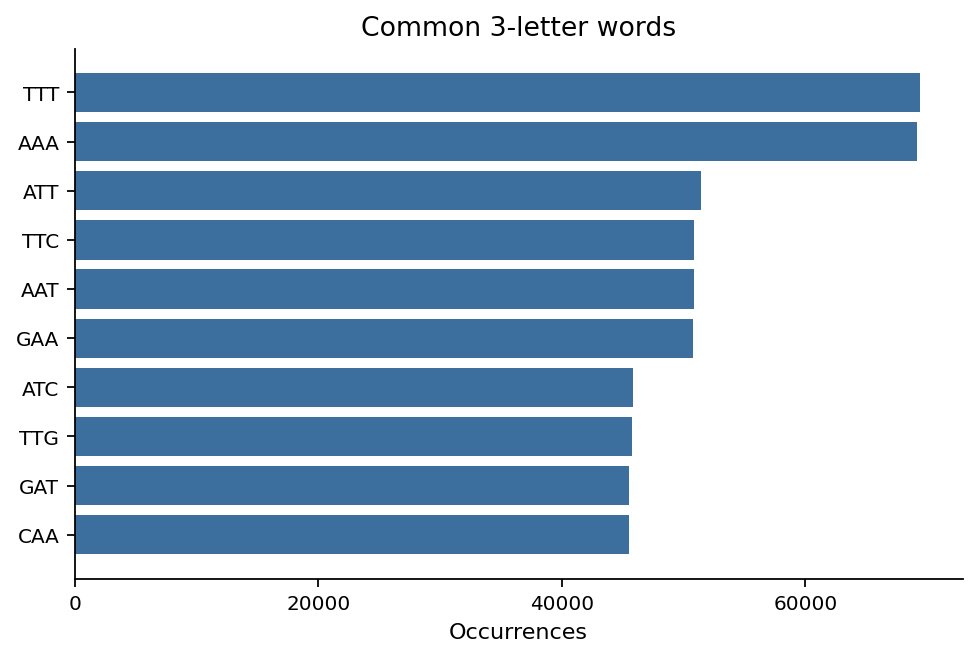 Common 3-letter words
TTT
AAA
ATT
TTC
AAT
GAA
ATC
TTG
GAT
CAA
0 20000 40000 60000
Occurrences